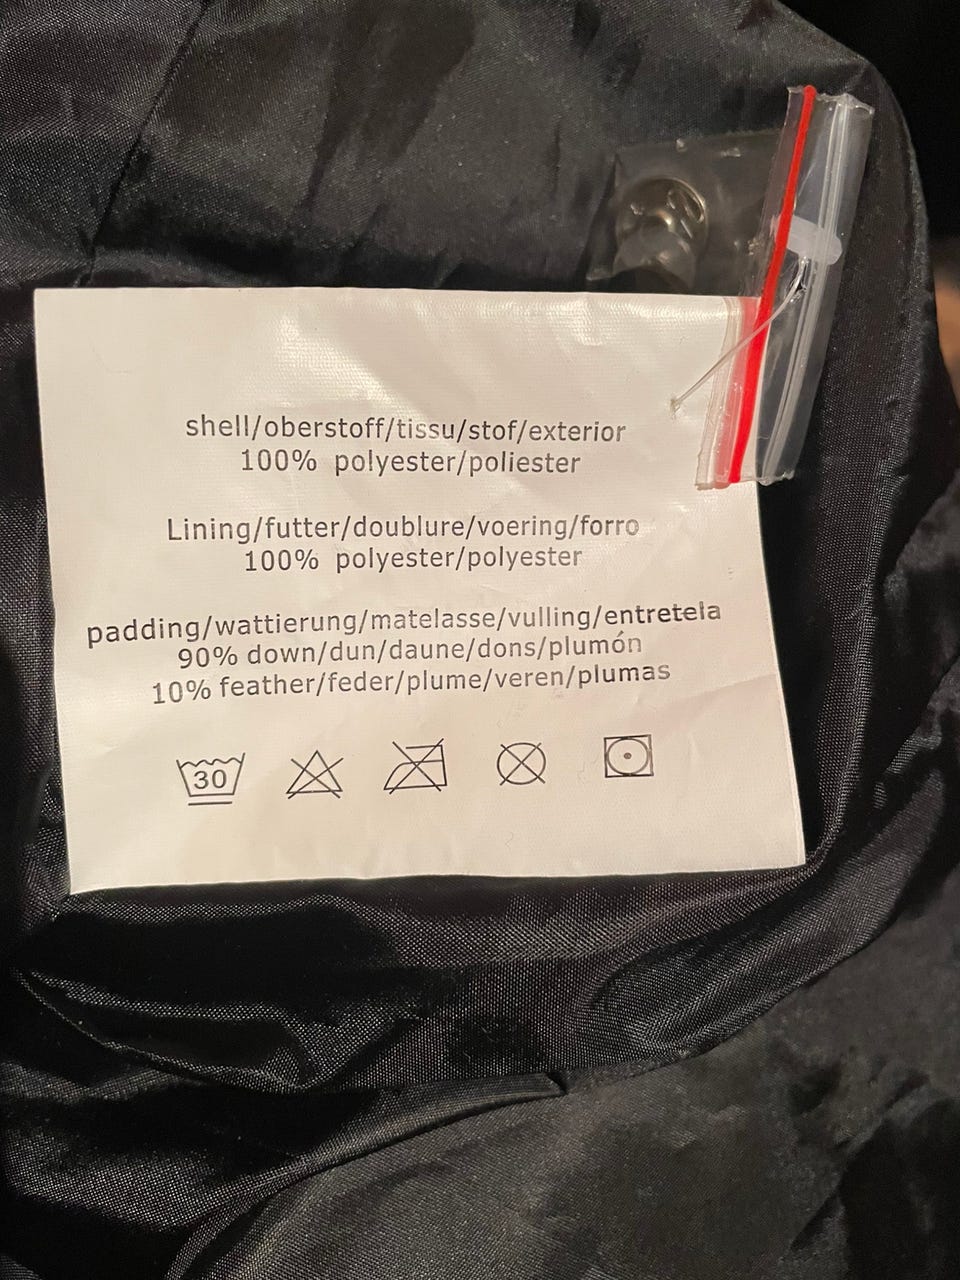 shell/oberstoff/tissu/stof/exterior
100% polyester/poliester
Lining/futter/doublure/voering/forro
100% polyester/polyester
padding/wattierung/matelasse/vulling/entretela
90% down/dun/daune/dons/plumón
10% feather/feder/plume/veren/plumas
30